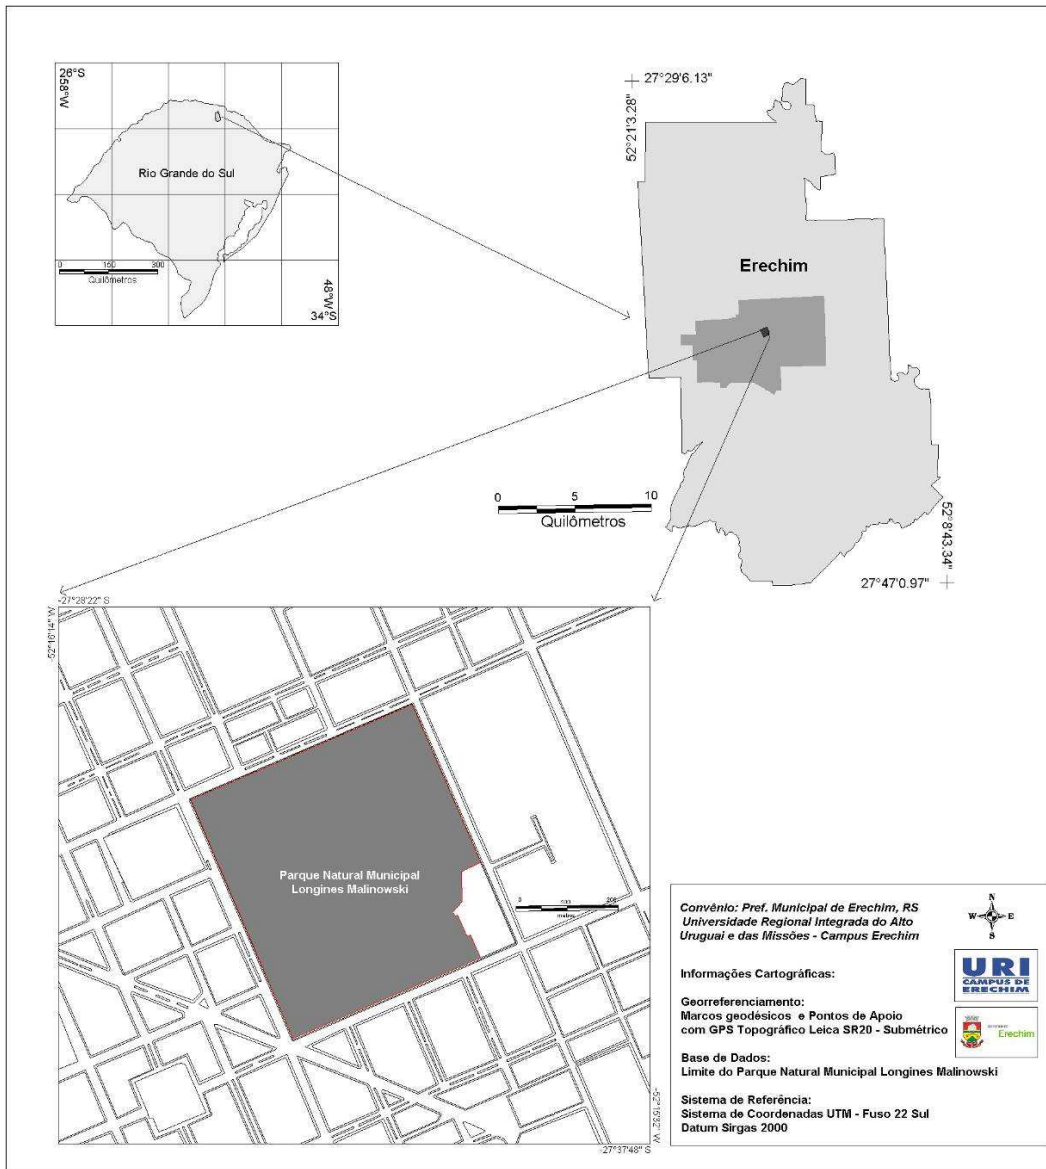 26°S
58°W
Rio Grande do Sul
0 150 300
Quilômetros
48°W
34°S
27°29'6.13"
52°21'3.28"
Erechim
0 5 10
Quilômetros
52°8'43.34"
27°47'0.97"
-27°28'22" S
52°16'14" W
Parque Natural Municipal
Longines Malinowski
metros
-52°15'32" W
-27°37'48" S
Convênio: Pref. Municipal de Erechim, RS
Universidade Regional Integrada do Alto
Uruguai e das Missões - Campus Erechim
N
W E
S
Informações Cartográficas:
URI
CAMPUS DE
ERECHIM
Georreferenciamento:
Marcos geodésicos e Pontos de Apoio
com GPS Topográfico Leica SR20 - Submétrico
Erechim
Base de Dados:
Limite do Parque Natural Municipal Longines Malinowski
Sistema de Referência:
Sistema de Coordenadas UTM - Fuso 22 Sul
Datum Sirgas 2000